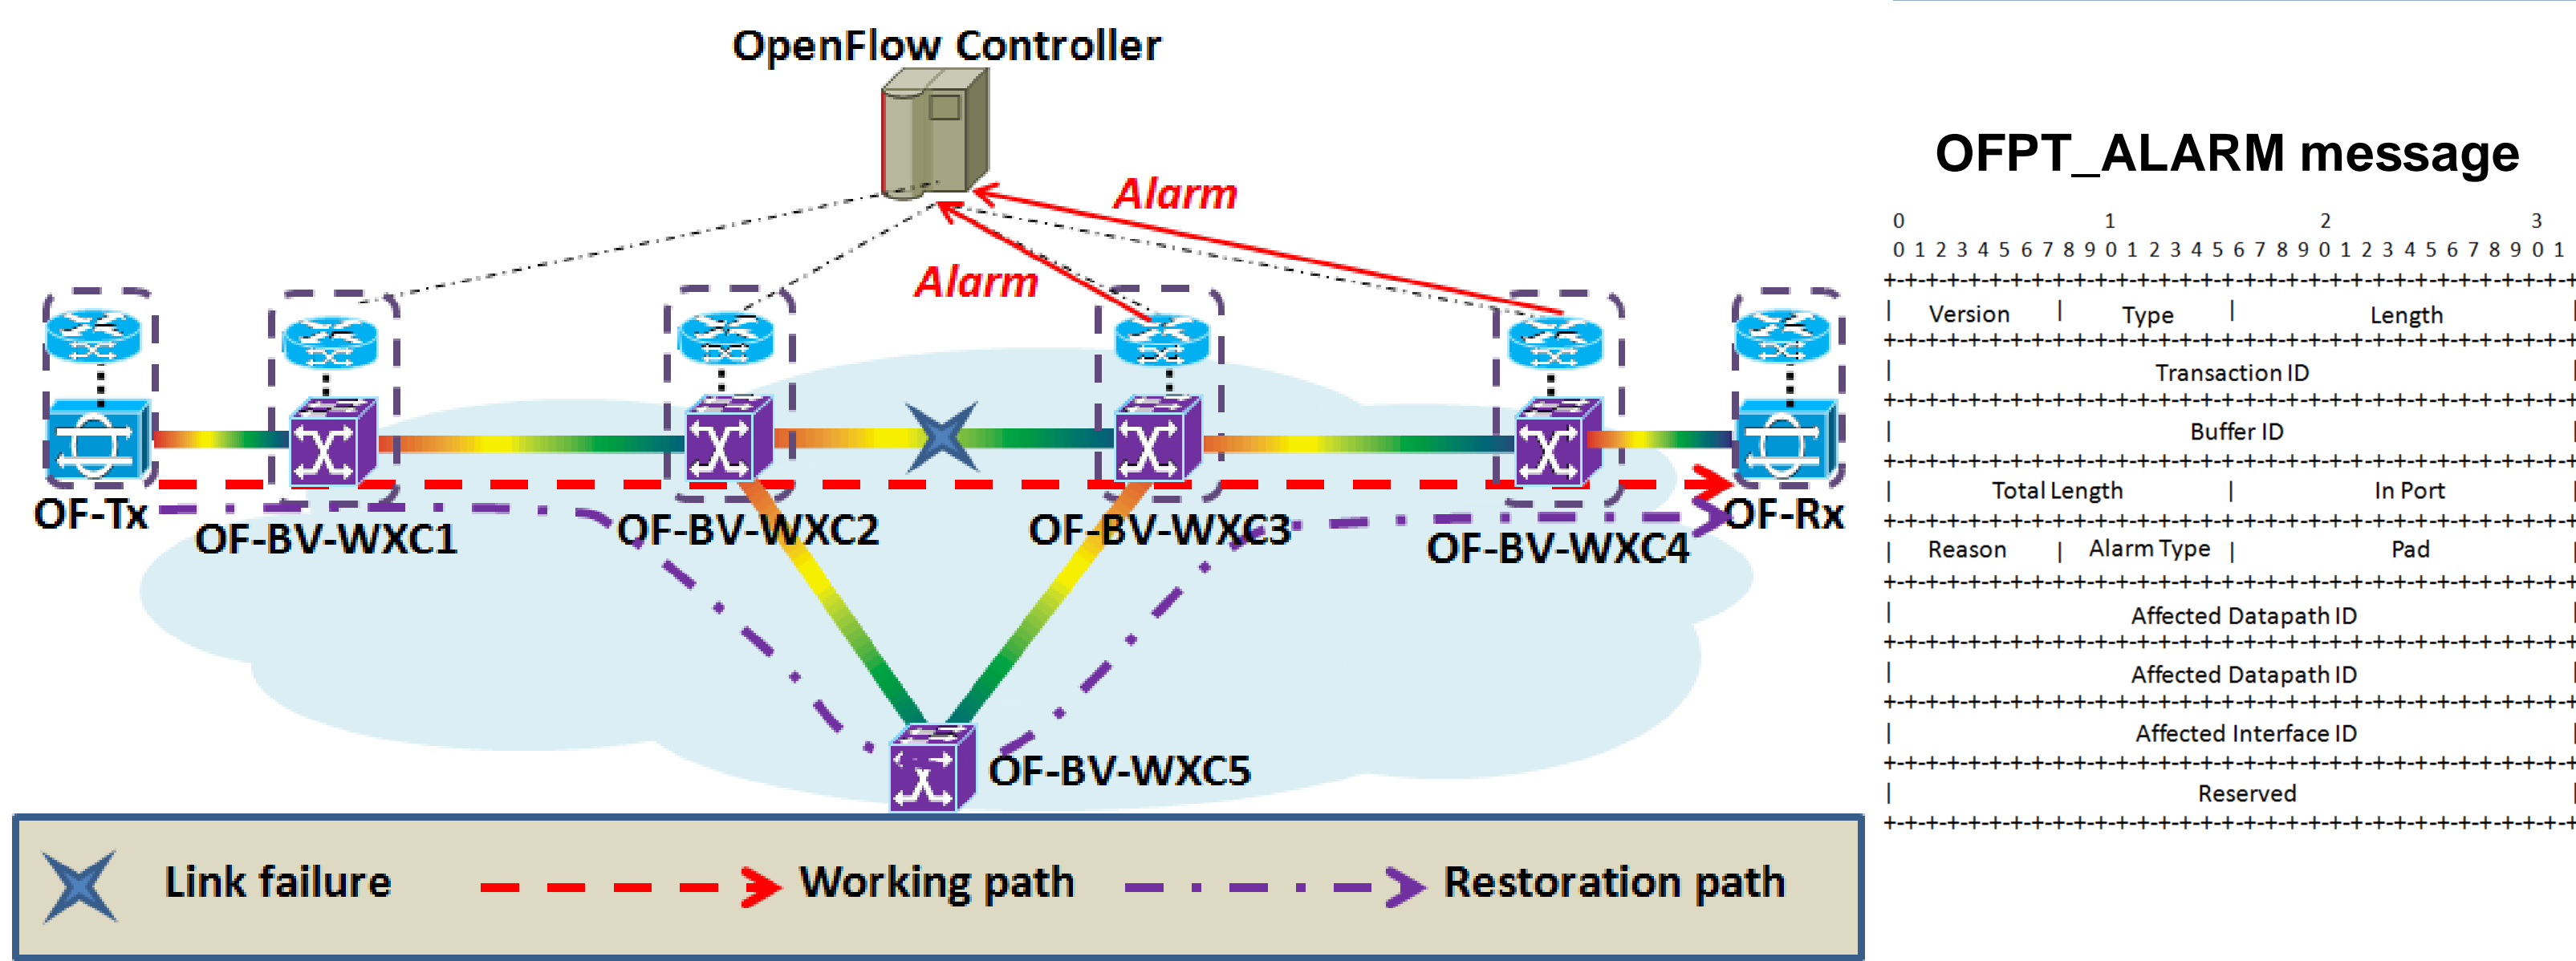 OpenFlow Controller
Alarm
Alarm
OF-Tx
OF-BV-WXC1
OF-BV-WXC2
OF-BV-WXC3
OF-BV-WXC4
OF-Rx
OF-BV-WXC5
Link failure
Working path
Restoration path
OFPT_ALARM message
0 1 2 3
0 1 2 3 4 5 6 7 8 9 0 1 2 3 4 5 6 7 8 9 0 1 2 3 4 5 6 7 8 9 0 1
+-+-+-+-+-+-+-+-+-+-+-+-+-+-+-+-+-+-+-+-+-+-+-+-+-+-+-+-+-+-+-+-+
| Version | Type | Length |
+-+-+-+-+-+-+-+-+-+-+-+-+-+-+-+-+-+-+-+-+-+-+-+-+-+-+-+-+-+-+-+-+
| Transaction ID |
+-+-+-+-+-+-+-+-+-+-+-+-+-+-+-+-+-+-+-+-+-+-+-+-+-+-+-+-+-+-+-+-+
| Buffer ID |
+-+-+-+-+-+-+-+-+-+-+-+-+-+-+-+-+-+-+-+-+-+-+-+-+-+-+-+-+-+-+-+-+
| Total Length | In Port |
+-+-+-+-+-+-+-+-+-+-+-+-+-+-+-+-+-+-+-+-+-+-+-+-+-+-+-+-+-+-+-+-+
| Reason | Alarm Type | Pad |
+-+-+-+-+-+-+-+-+-+-+-+-+-+-+-+-+-+-+-+-+-+-+-+-+-+-+-+-+-+-+-+-+
| Affected Datapath ID |
+-+-+-+-+-+-+-+-+-+-+-+-+-+-+-+-+-+-+-+-+-+-+-+-+-+-+-+-+-+-+-+-+
| Affected Datapath ID |
+-+-+-+-+-+-+-+-+-+-+-+-+-+-+-+-+-+-+-+-+-+-+-+-+-+-+-+-+-+-+-+-+
| Affected Interface ID |
+-+-+-+-+-+-+-+-+-+-+-+-+-+-+-+-+-+-+-+-+-+-+-+-+-+-+-+-+-+-+-+-+
| Reserved |
+-+-+-+-+-+-+-+-+-+-+-+-+-+-+-+-+-+-+-+-+-+-+-+-+-+-+-+-+-+-+-+-+